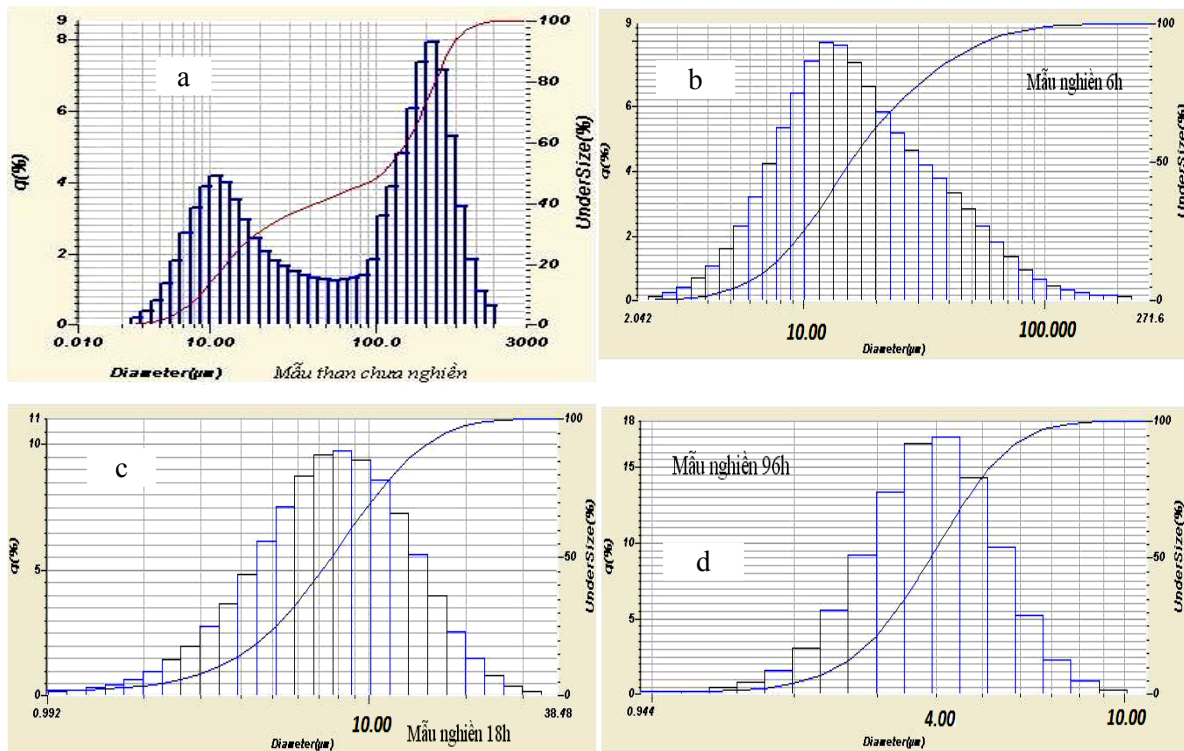 a
9
8
6
4
2
0
q(%)
100
80
60
40
20
0
UnderSize(%)
0.010
10.00
100.0
3000
Diameter(µm)
Mẫu than chưa nghiền
b
Mẫu nghiền 6h
9
8
6
4
2
0
q(%)
100
50
0
UnderSize(%)
2.042
10.00
100.000
271.6
Diameter(µm)
c
11
10
5
0
q(%)
100
50
0
UnderSize(%)
0.992
10.00
38.48
Mẫu nghiền 18h
Diameter(µm)
Mẫu nghiền 96h
d
18
15
10
5
0
q(%)
100
50
0
UnderSize(%)
0.944
4.00
10.00
Diameter(µm)